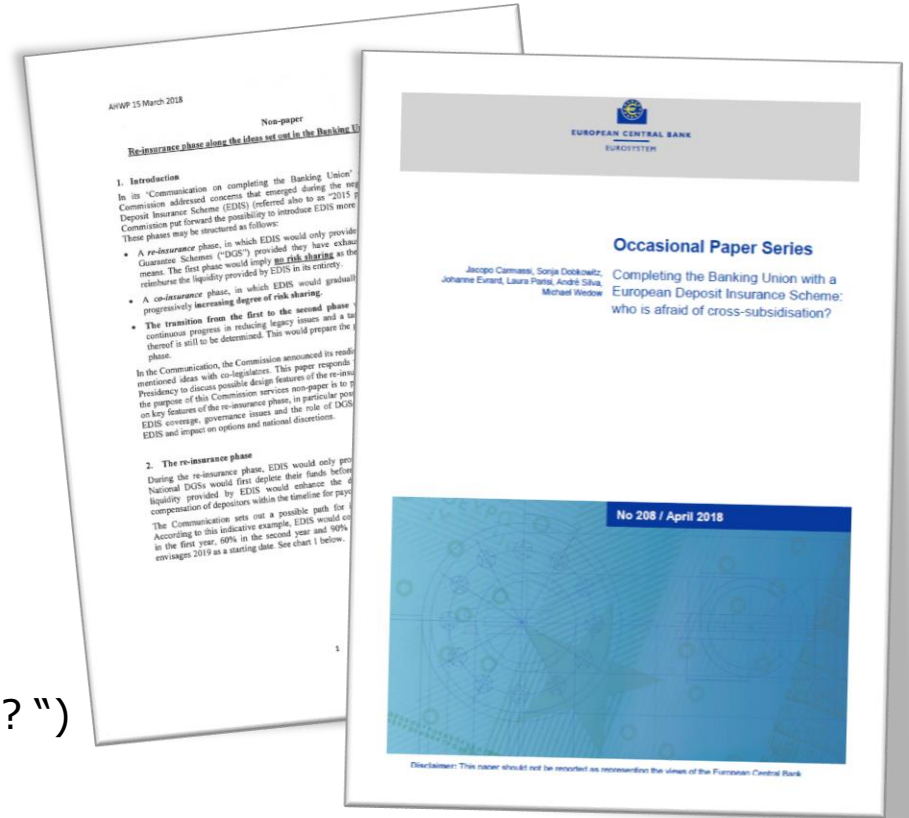 AHWP 15 March 2018
Non-paper
Re-insurance phase along the ideas set out in the Banking
1. Introduction
In its 'Communication on completing the Banking Union'
Commission addressed concerns that emerged during the
Deposit Insurance Scheme (EDIS) (referred also to as "2015
Commission put forward the possibility to introduce EDIS more
These phases may be structured as follows:
• A re-insurance phase, in which EDIS would only provide
Guarantee Schemes ("DGS") provided they have
means. The first phase would imply no risk sharing as the
reimburse the liquidity provided by EDIS in its entirety.
• A co-insurance phase, in which EDIS would
progressively increasing degree of risk sharing.
• The transition from the first to the second phase
continuous progress in reducing legacy issues and a
thereof is still to be determined. This would prepare the
phase.
In the Communication, the Commission announced its
mentioned ideas with co-legislators. This paper responds
Presidency to discuss possible design features of the
the purpose of this Commission services non-paper is to
on key features of the re-insurance phase, in particular
EDIS coverage, governance issues and the role of DGS
EDIS and impact on options and national discretions.
2. The re-insurance phase
During the re-insurance phase, EDIS would only
National DGSs would first deplete their funds before
liquidity provided by EDIS would enhance the
compensation of depositors within the timeline for
The Communication sets out a possible path for
According to this indicative example, EDIS would
in the first year, 60% in the second year and 90%
envisages 2019 as a starting date. See chart 1 below.
1
EUROPEAN CENTRAL BANK
EUROSYSTEM
Occasional Paper Series
Jacopo Carmassi, Sonja Dobkowitz,
Johanne Evrard, Laura Parisi, André Silva,
Michael Wedow
Completing the Banking Union with a
European Deposit Insurance Scheme:
who is afraid of cross-subsidisation?
No 208 / April 2018
Disclaimer: This paper should not be reported as representing the views of the European Central Bank
? “)